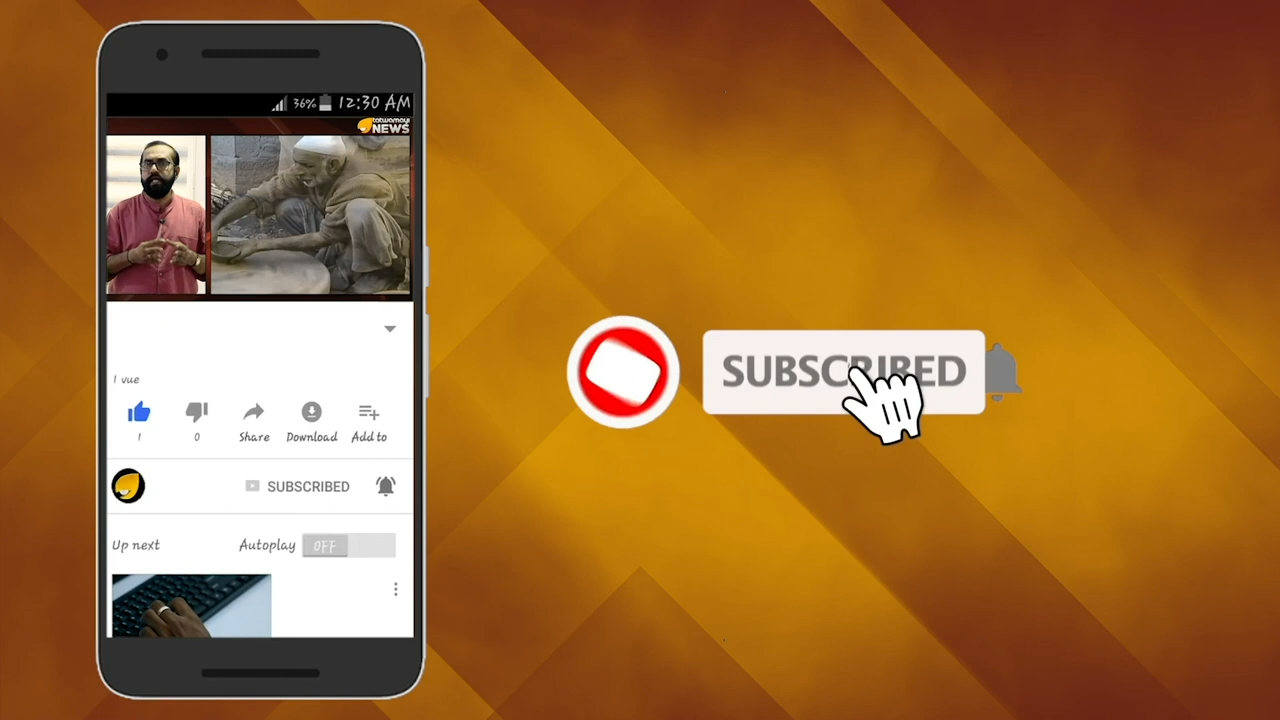 36% 12:30 AM
tatwamayi
NEWS
1 vue
1
0
Share
Download
Add to
SUBSCRIBED
Up next
Autoplay
OFF
SUBSCRIBED